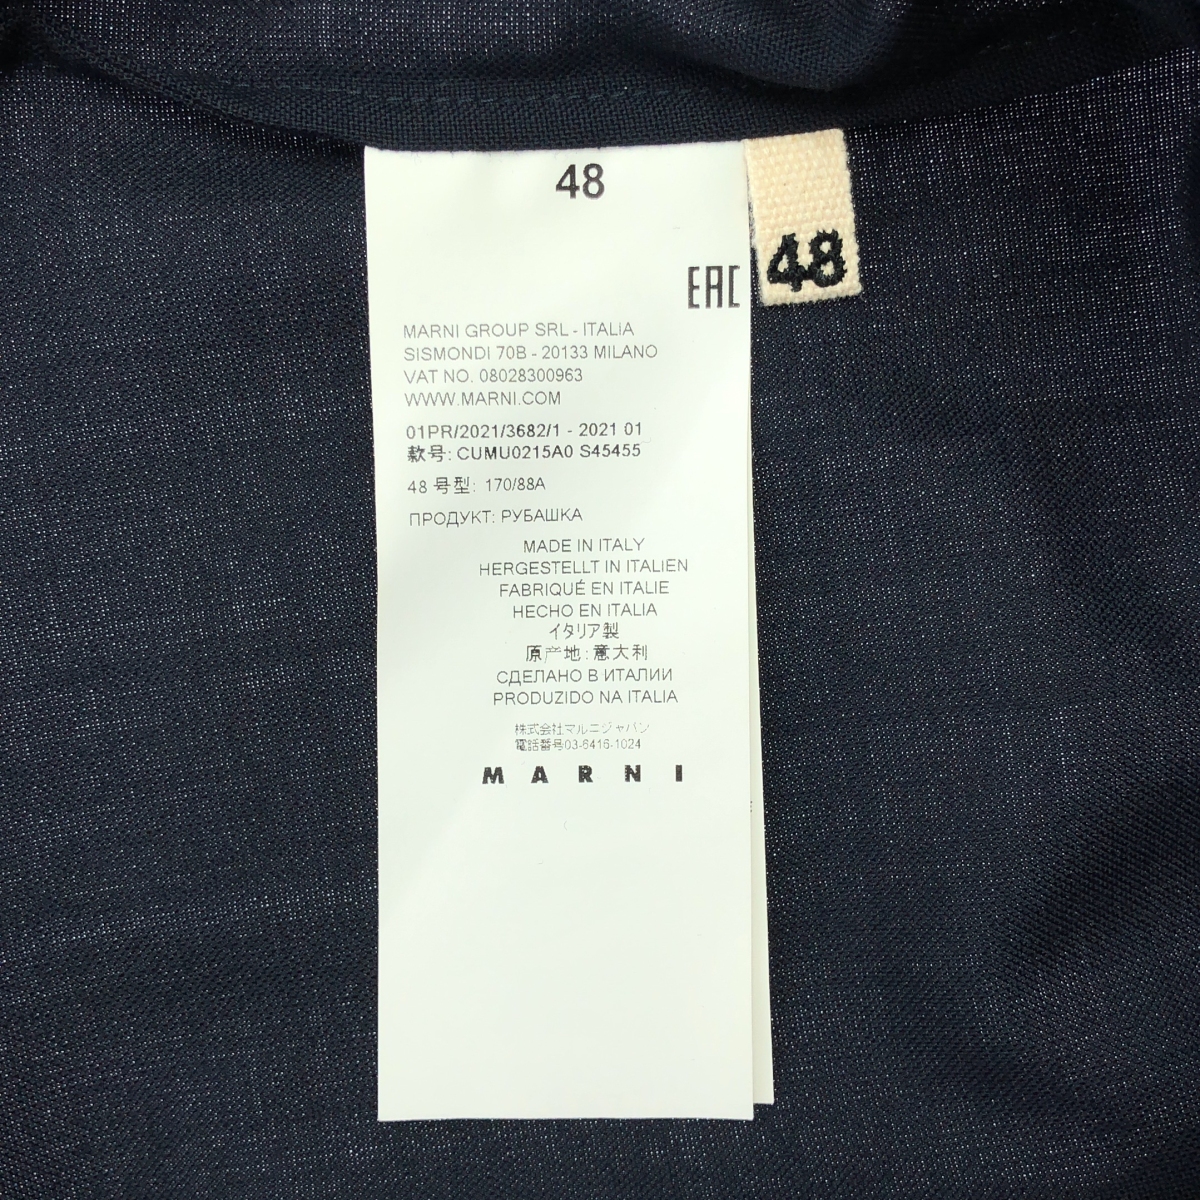 48
48
EAC
MARNI GROUP SRL - ITALiA
SISMONDI 70B - 20133 MILANO
VAT NO. 08028300963
WWW.MARNI.COM
01PR/2021/3682/1 - 2021 01
款号: CUMU0215A0 S45455
48 号型: 170/88A
ПРОДУКТ: РУБАШКА
MADE IN ITALY
HERGESTELLT IN ITALIEN
FABRIQUÉ EN ITALIE
HECHO EN ITALIA
イタリア製
原产地: 意大利
СДЕЛАНО В ИТАЛИИ
PRODUZIDO NA ITALIA
株式会社マルニジャパン
電話番号03-6416-1024
MARNI